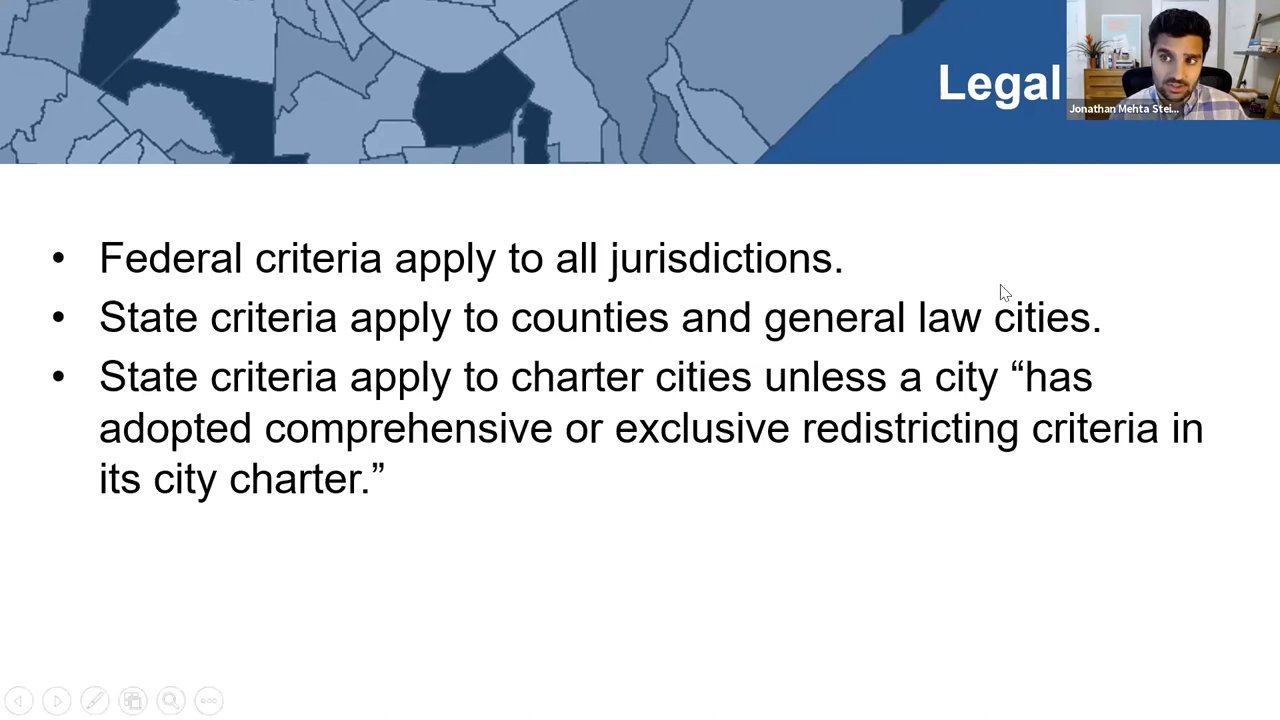 Legal
Jonathan Mehta Stei...
• Federal criteria apply to all jurisdictions.
• State criteria apply to counties and general law cities.
• State criteria apply to charter cities unless a city “has
adopted comprehensive or exclusive redistricting criteria in
its city charter.”